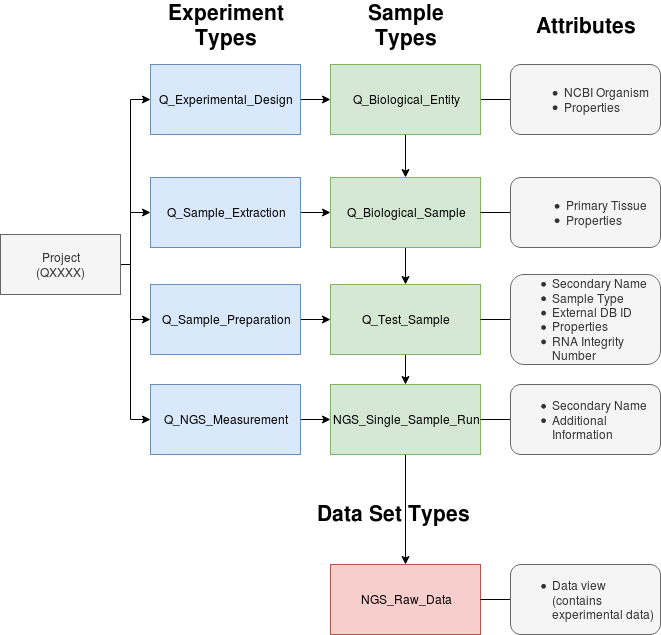 Experiment
Types
Sample
Types
Attributes
Q_Experimental_Design
Q_Biological_Entity
NCBI Organism
Properties
Q_Sample_Extraction
Q_Biological_Sample
Primary Tissue
Properties
Project
(QXXXX)
Q_Sample_Preparation
Q_Test_Sample
Secondary Name
Sample Type
External DB ID
Properties
RNA Integrity
Number
Q_NGS_Measurement
NGS_Single_Sample_Run
Secondary Name
Additional
Information
Data Set Types
NGS_Raw_Data
Data view
(contains
experimental data)